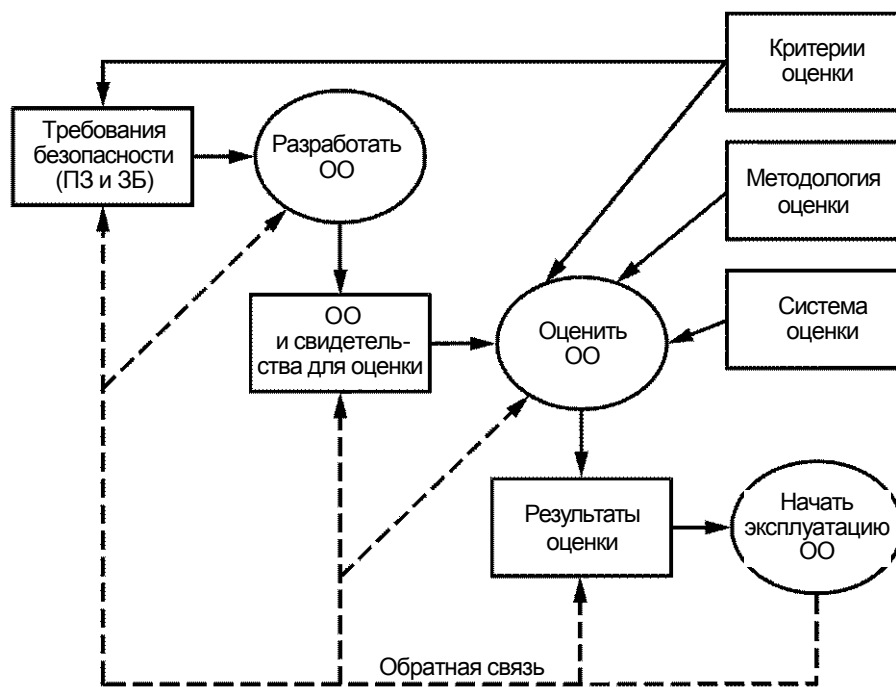 Критерии
оценки
Требования
безопасности
(ПЗ и ЗБ)
Разработать
ОО
Методология
оценки
ОО
и свидетель-
ства для оценки
Оценить
ОО
Система
оценки
Результаты
оценки
Начать
эксплуатацию
ОО
Обратная связь